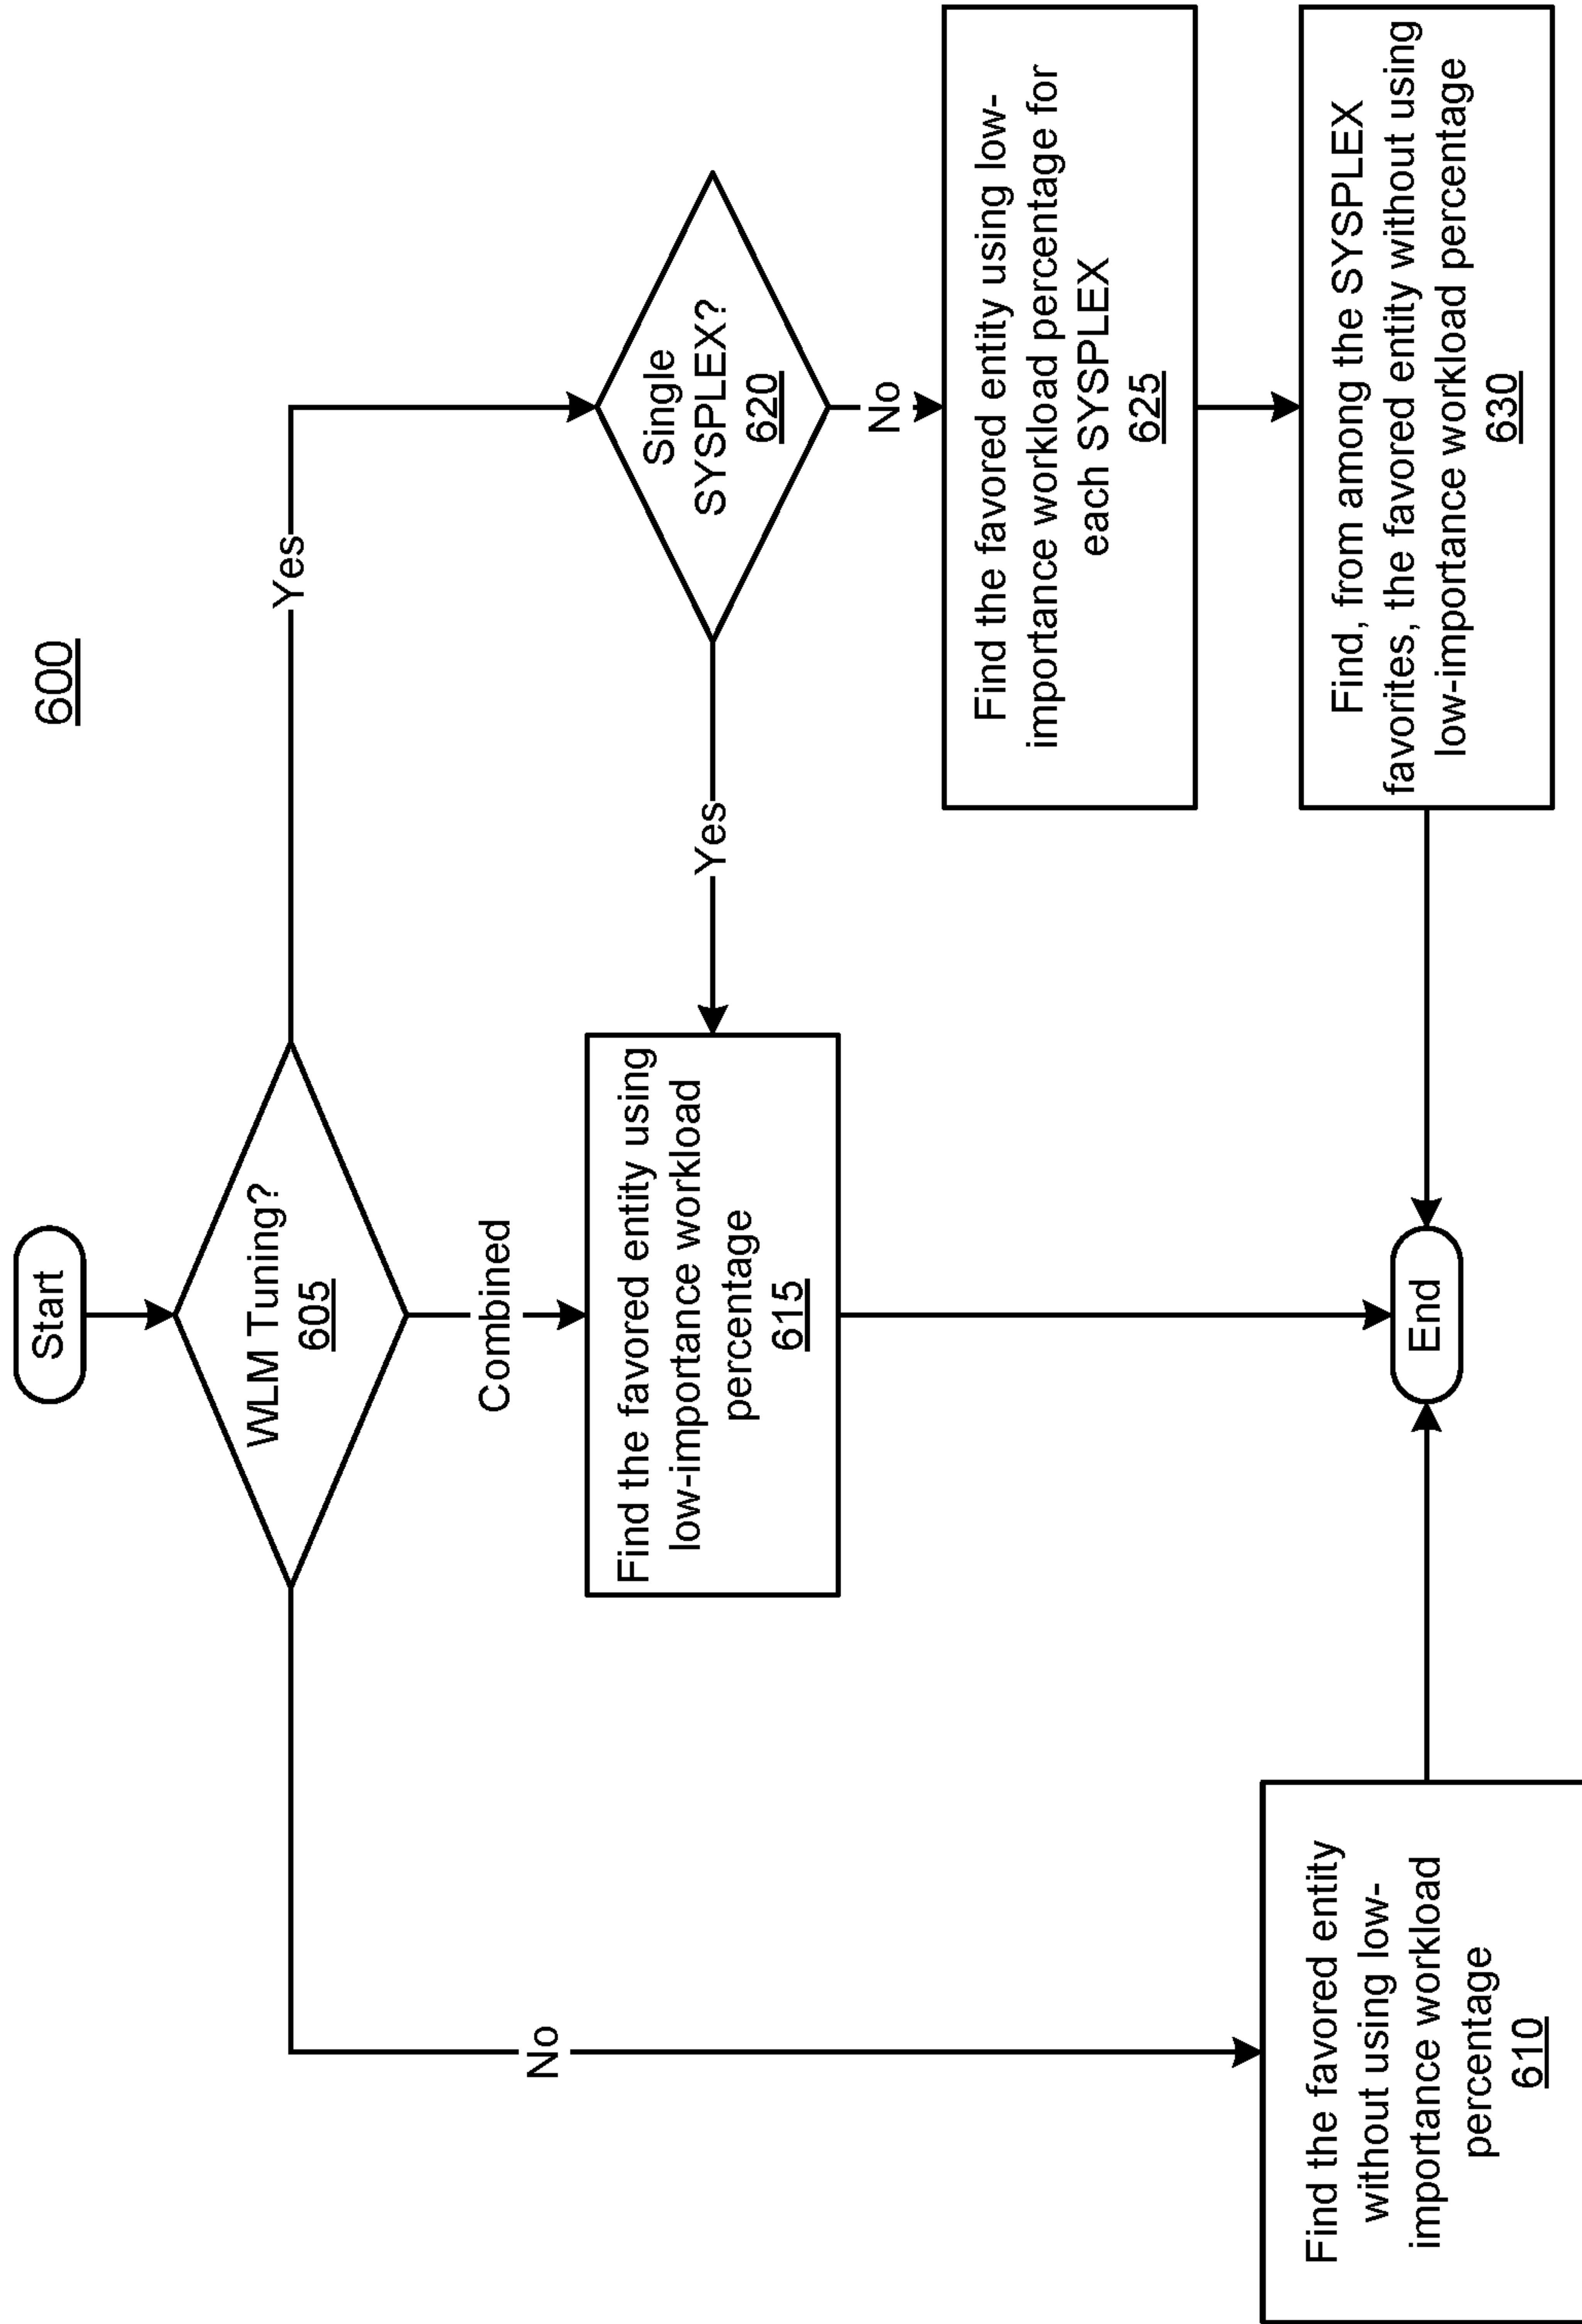 600
Start
WLM Tuning?
605
Yes
No
Combined
Single
SYSPLEX?
620
Yes
No
Find the favored entity using
low-importance workload
percentage
615
Find the favored entity using low-
importance workload percentage for
each SYSPLEX
625
Find the favored entity
without using low-
importance workload
percentage
610
Find, from among the SYSPLEX
favorites, the favored entity without using
low-importance workload percentage
630
End